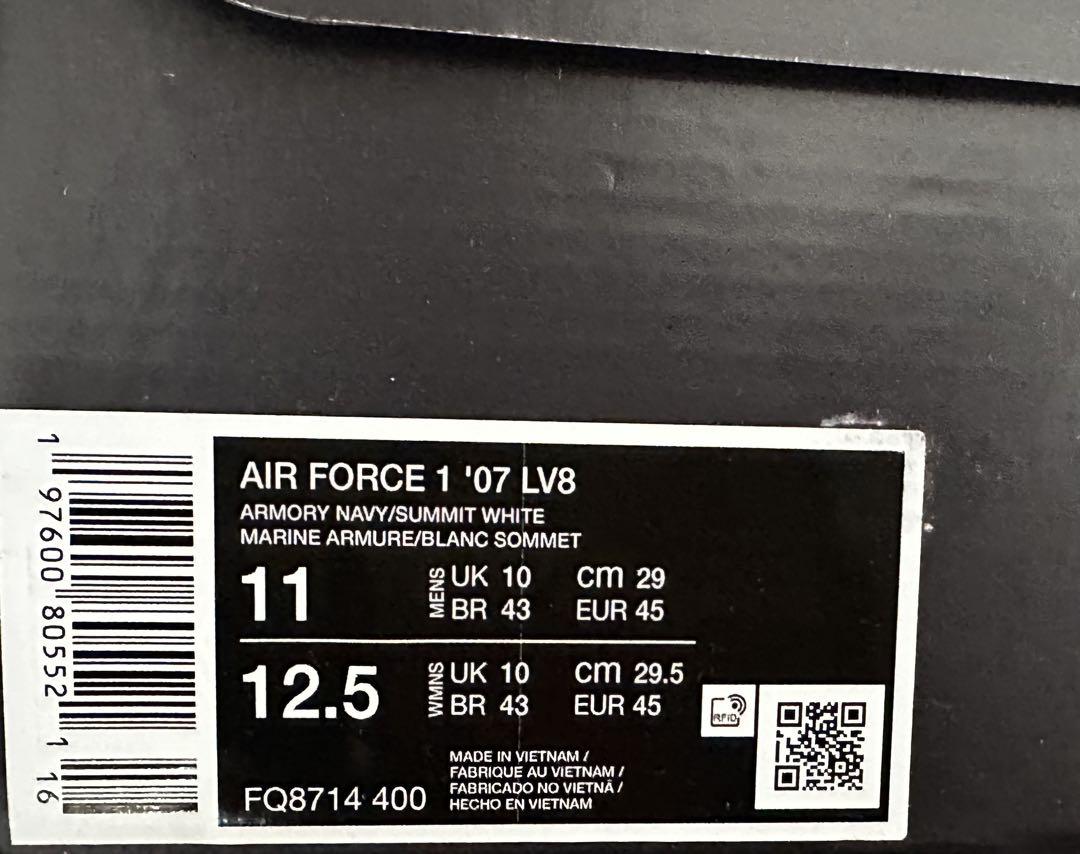 1 97600 80552 1 16
AIR FORCE 1 '07 LV8
ARMORY NAVY/SUMMIT WHITE
MARINE ARMURE/BLANC SOMMET
11 MENS UK 10 CM 29
BR 43 EUR 45
12.5 WMNS UK 10 CM 29.5
BR 43 EUR 45
RFID
MADE IN VIETNAM /
FABRIQUE AU VIETNAM /
FABRICADO NO VIETNÃ /
HECHO EN VIETNAM
FQ8714 400